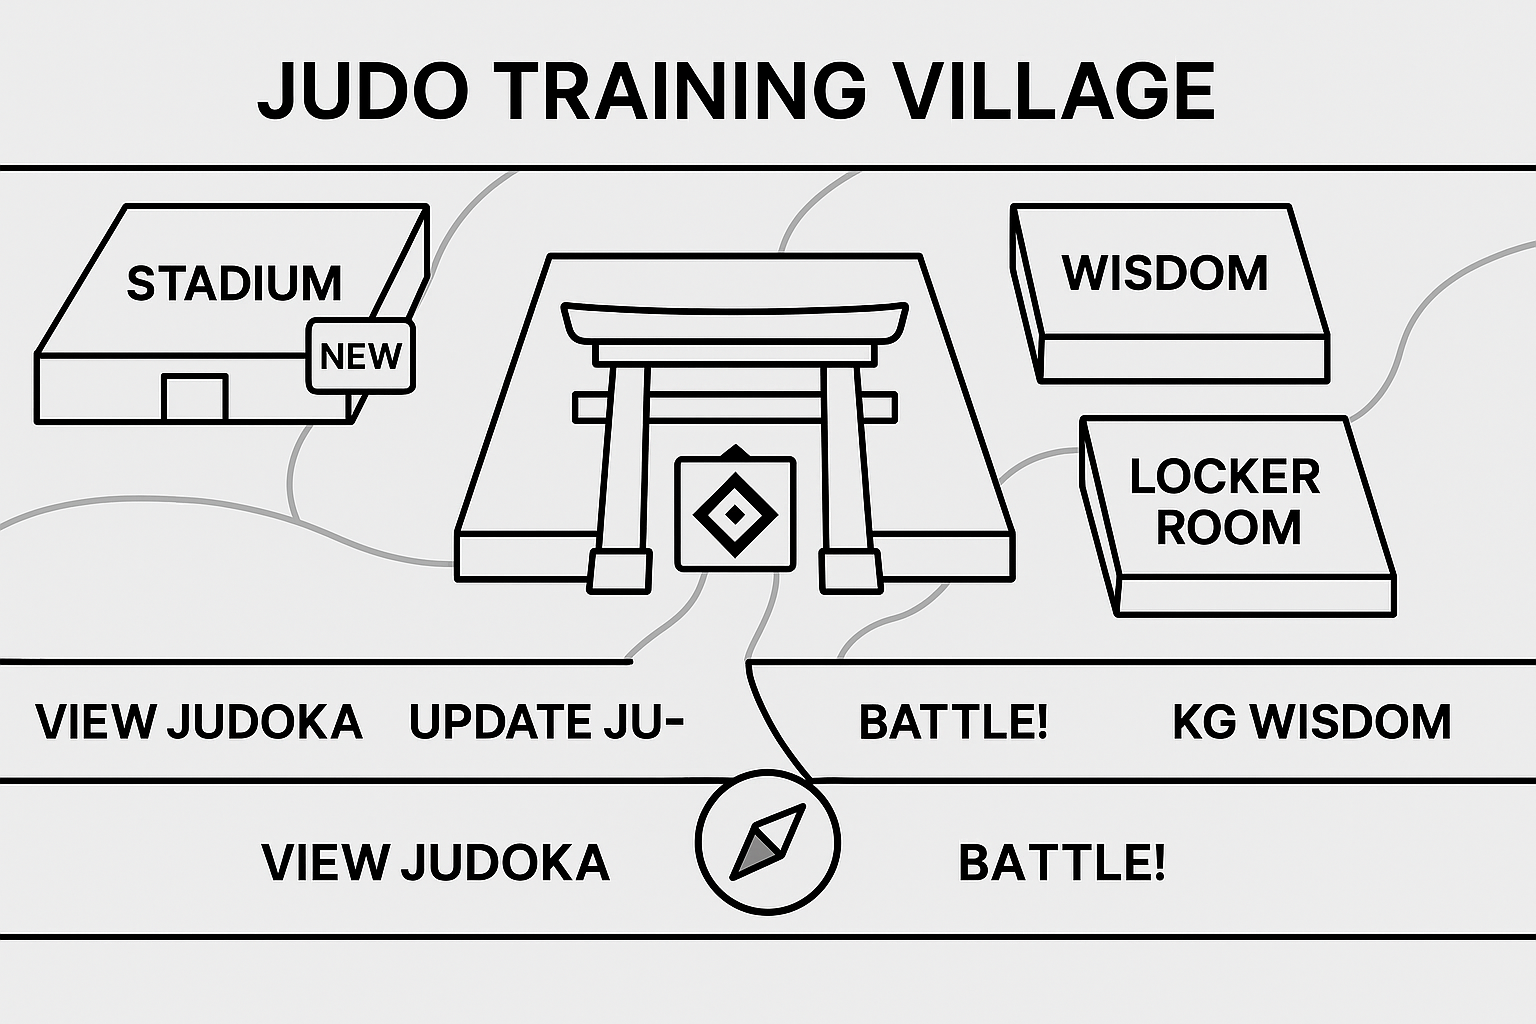 JUDO TRAINING VILLAGE
STADIUM
NEW
WISDOM
LOCKER
ROOM
VIEW JUDOKA UPDATE JU- BATTLE! KG WISDOM
VIEW JUDOKA BATTLE!